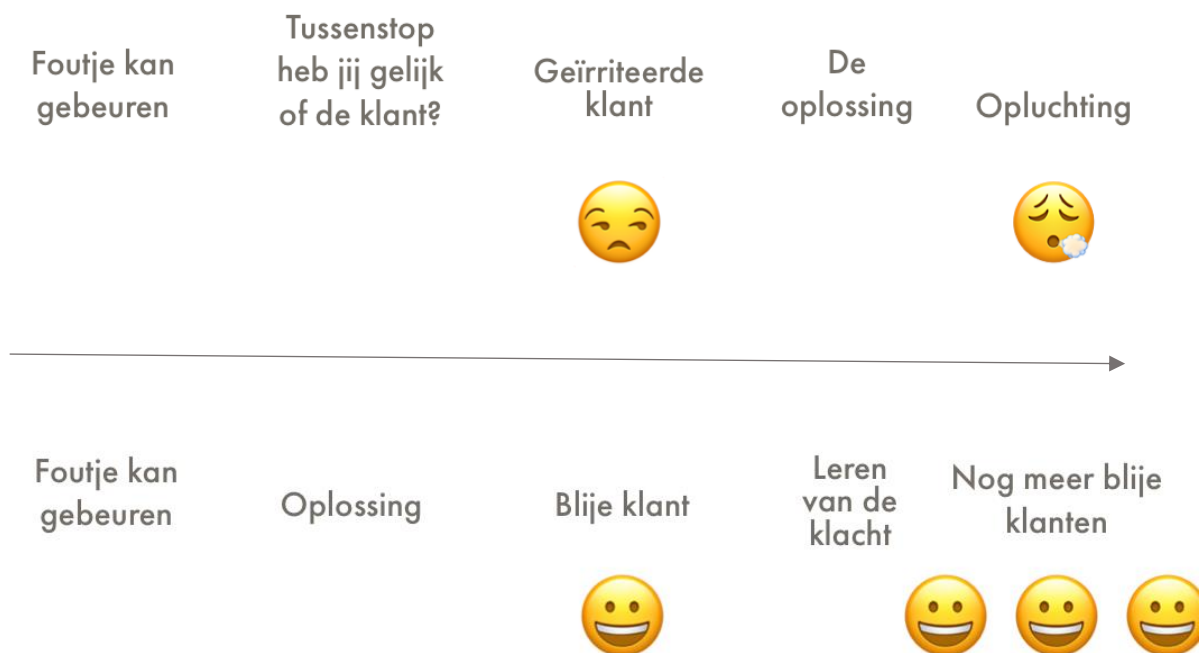 Foutje kan
gebeuren
Tussenstop
heb jij gelijk
of de klant?
Geïrriteerde
klant
De
oplossing
Opluchting
Foutje kan
gebeuren
Oplossing
Blije klant
Leren
van de
klacht
Nog meer blije
klanten